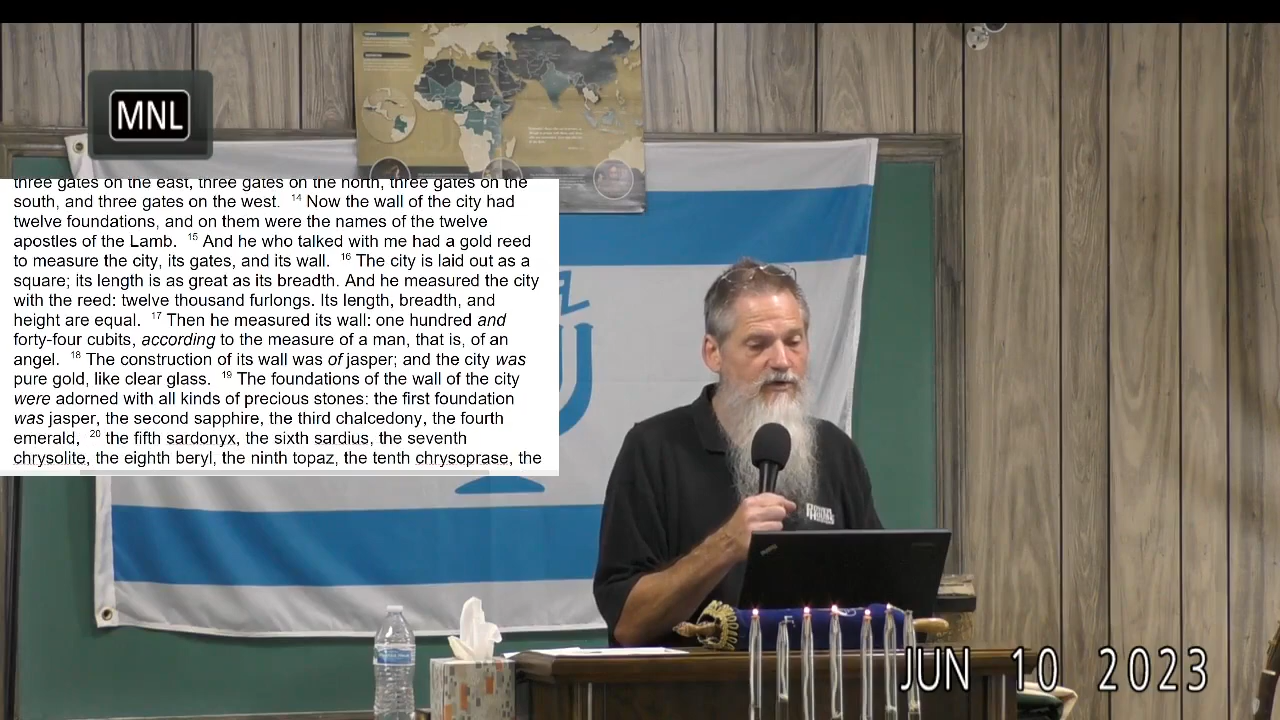 MNL
three gates on the east, three gates on the north, three gates on the
south, and three gates on the west. 14 Now the wall of the city had
twelve foundations, and on them were the names of the twelve
apostles of the Lamb. 15 And he who talked with me had a gold reed
to measure the city, its gates, and its wall. 16 The city is laid out as a
square; its length is as great as its breadth. And he measured the city
with the reed: twelve thousand furlongs. Its length, breadth, and
height are equal. 17 Then he measured its wall: one hundred and
forty-four cubits, according to the measure of a man, that is, of an
angel. 18 The construction of its wall was of jasper; and the city was
pure gold, like clear glass. 19 The foundations of the wall of the city
were adorned with all kinds of precious stones: the first foundation
was jasper, the second sapphire, the third chalcedony, the fourth
emerald, 20 the fifth sardonyx, the sixth sardius, the seventh
chrysolite, the eighth beryl, the ninth topaz, the tenth chrysoprase, the
JUN 10 2023